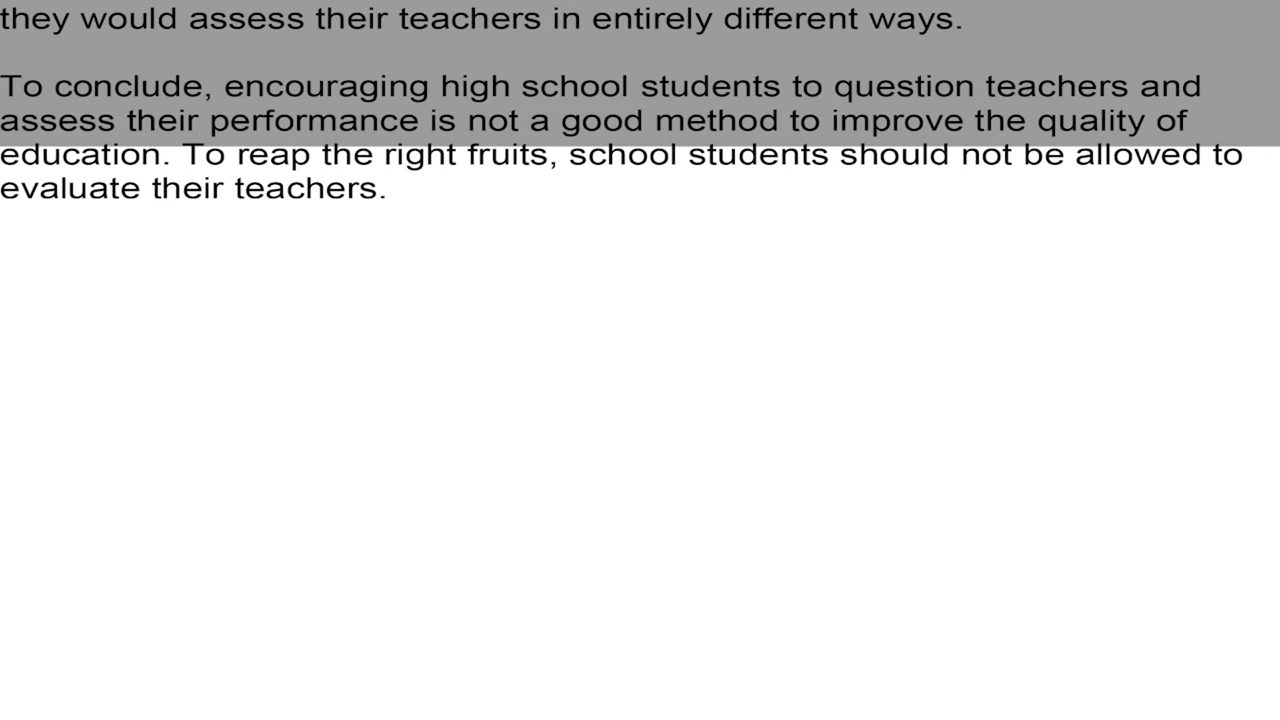 they would assess their teachers in entirely different ways.
To conclude, encouraging high school students to question teachers and
assess their performance is not a good method to improve the quality of
education. To reap the right fruits, school students should not be allowed to
evaluate their teachers.